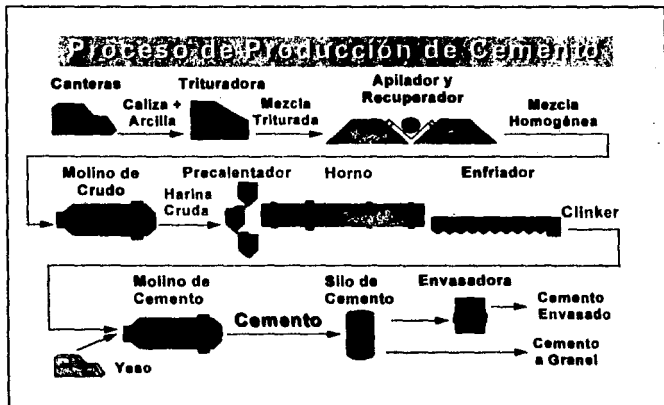 Proceso de Producción de Cemento
Canteras
Trituradora
Apilador y
Recuperador
Caliza +
Arcilla
Mezcla
Triturada
Mezcla
Homogénea
Molino de
Crudo
Harina
Cruda
Precalentador
Horno
Enfriador
Clinker
Molino de
Cemento
Yeso
Cemento
Silo de
Cemento
Envasadora
Cemento
Envasado
Cemento
a Granel